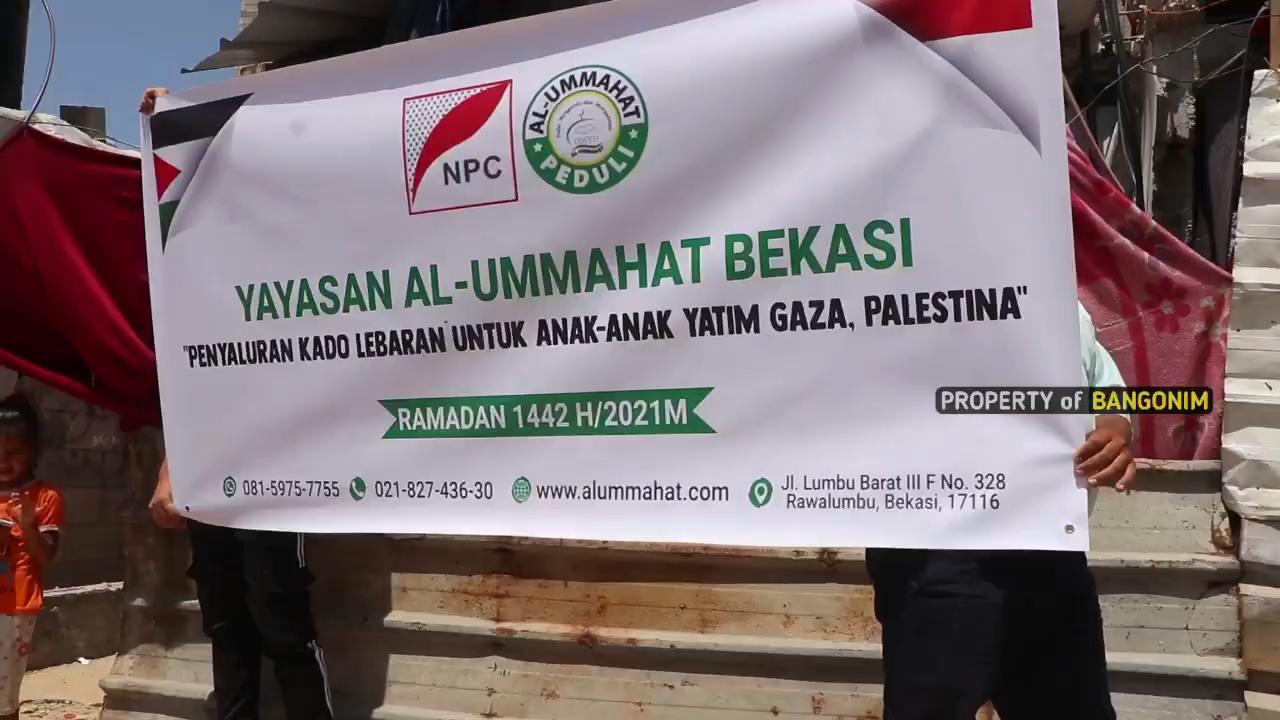 NPC
AL-UMMAHAT
PEDULI
YAYASAN AL-UMMAHAT BEKASI
"PENYALURAN KADO LEBARAN UNTUK ANAK-ANAK YATIM GAZA, PALESTINA"
RAMADAN 1442 H/2021M
PROPERTY of BANGONIM
081-5975-7755 021-827-436-30 www.alummahat.com Jl. Lumbu Barat III F No. 328
Rawalumbu, Bekasi, 17116